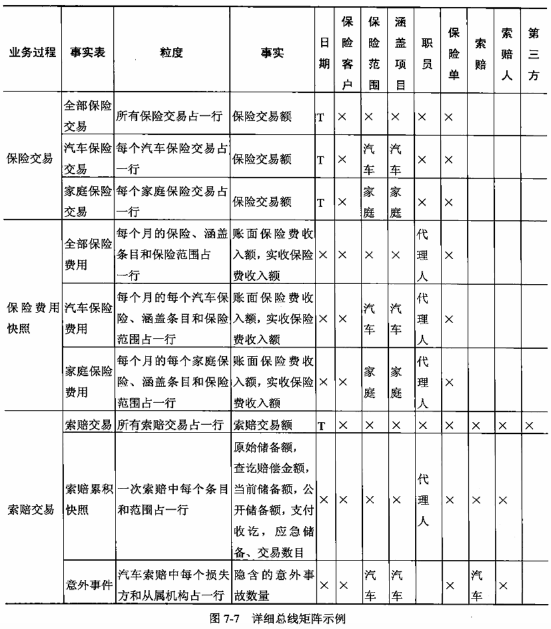 业务过程 事实表 粒度 事实 日期 保险客户 保险范围 涵盖项目 职员 保险单 索赔 索赔人 第三方
保险交易
全部保险交易 所有保险交易占一行 保险交易额 T × × × × ×
汽车保险交易 每个汽车保险交易占一行 保险交易额 T × 汽车 汽车 × ×
家庭保险交易 每个家庭保险交易占一行 保险交易额 T × 家庭 家庭 × ×
保险费用快照
全部保险费用 每个月的保险、涵盖条目和保险范围占一行 账面保险费收入额,实收保险费收入额 × × × × 代理人 ×
汽车保险费用 每个月的每个汽车保险、涵盖条目和保险范围占一行 账面保险费收入额,实收保险费收入额 × × 汽车 汽车 代理人 ×
家庭保险费用 每个月的每个家庭保险、涵盖条目和保险范围占一行 账面保险费收入额,实收保险费收入额 × × 家庭 家庭 代理人 ×
索赔交易
索赔交易 所有索赔交易占一行 索赔交易额 T × × × × × × × ×
索赔累积快照 一次索赔中每个条目和范围占一行 原始储备额,查讫赔偿金额,当前储备额,公开储备额,支付收讫,应急储备、交易数目 × × × × 代理人 × × ×
意外事件 汽车索赔中每个损失方和从属机构占一行 隐含的意外事故数量 × × 汽车 汽车 × 汽车 ×
图 7-7 详细总线矩阵示例